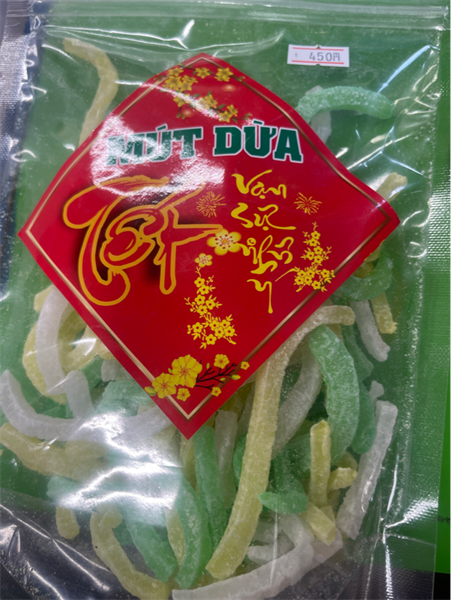 450円
MỨT DỪA
Tết
Vạn
sự
như
ý